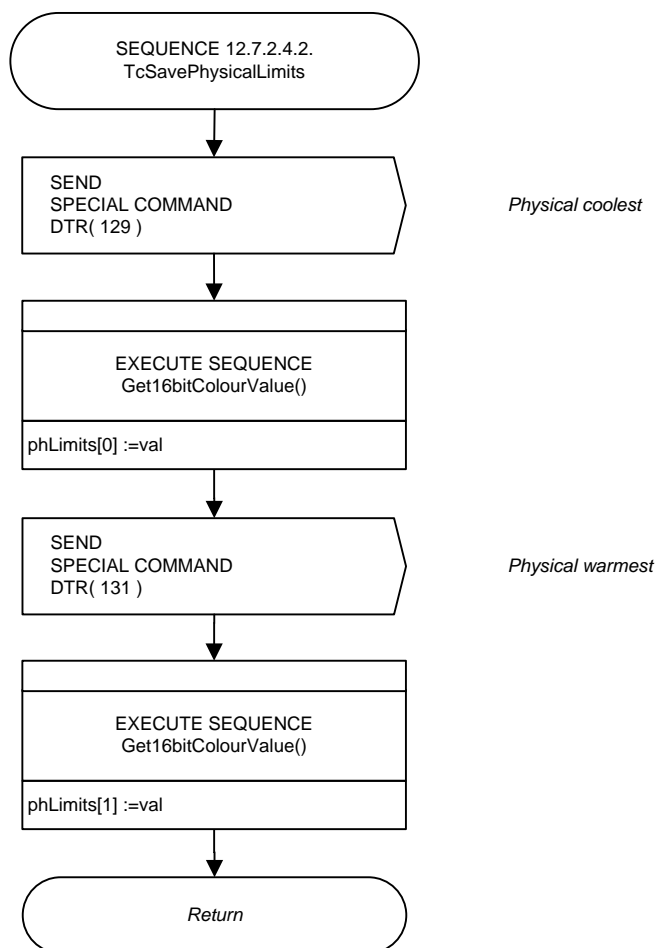 SEQUENCE 12.7.2.4.2.
TcSavePhysicalLimits
SEND
SPECIAL COMMAND
DTR( 129 )
Physical coolest
EXECUTE SEQUENCE
Get16bitColourValue()
phLimits[0] :=val
SEND
SPECIAL COMMAND
DTR( 131 )
Physical warmest
EXECUTE SEQUENCE
Get16bitColourValue()
phLimits[1] :=val
Return